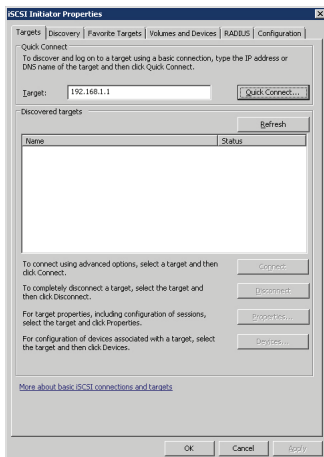 iSCSI Initiator Properties
X
Targets Discovery Favorite Targets Volumes and Devices RADIUS Configuration
Quick Connect
To discover and log on to a target using a basic connection, type the IP address or
DNS name of the target and then click Quick Connect.
Target: 192.168.1.1 Quick Connect...
Discovered targets
Refresh
Name Status
To connect using advanced options, select a target and then
click Connect.
Connect
To completely disconnect a target, select the target and
then click Disconnect.
Disconnect
For target properties, including configuration of sessions,
select the target and click Properties.
Properties...
For configuration of devices associated with a target, select
the target and then click Devices.
Devices...
More about basic iSCSI connections and targets
OK Cancel Apply